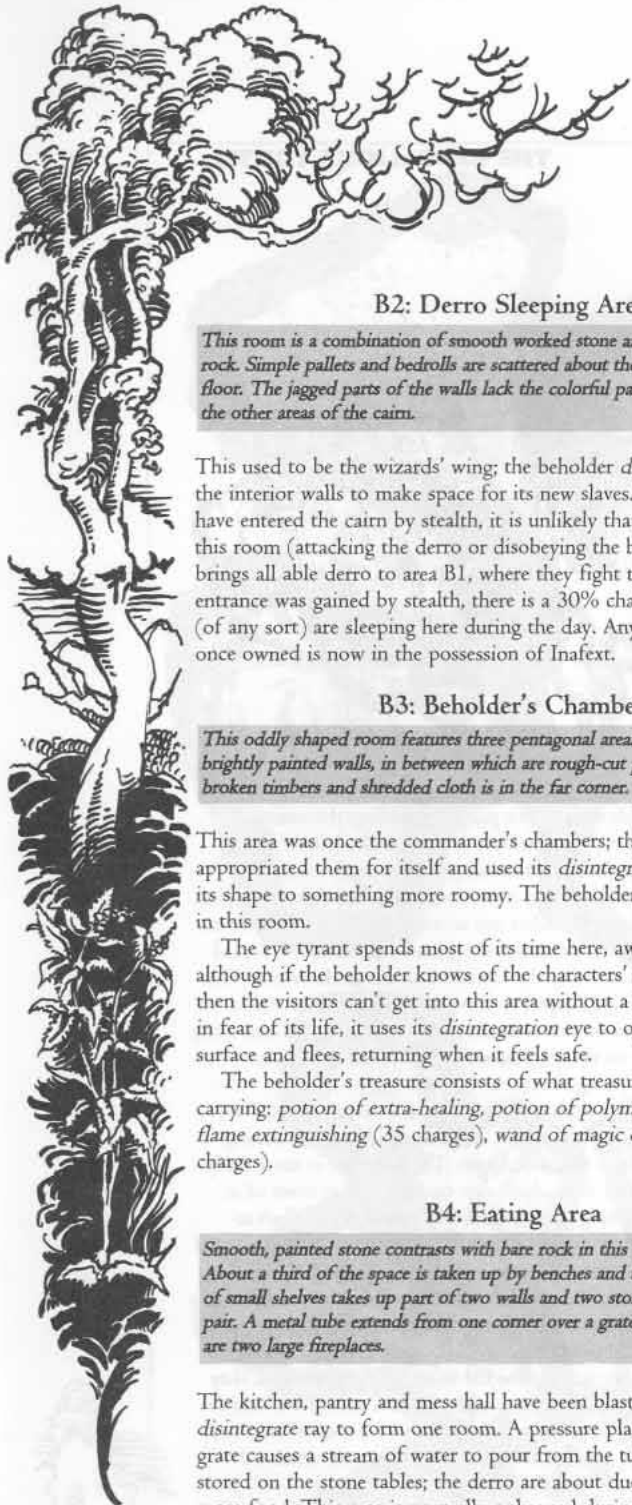 B2: Derro Sleeping Are
This room is a combination of smooth worked stone a
rock. Simple pallets and bedrolls are scattered about the
floor. The jagged parts of the walls lack the colorful pa
the other areas of the cairn.
This used to be the wizards' wing; the beholder d
the interior walls to make space for its new slaves.
have entered the cairn by stealth, it is unlikely tha
this room (attacking the derro or disobeying the b
brings all able derro to area B1, where they fight t
entrance was gained by stealth, there is a 30% cha
(of any sort) are sleeping here during the day. Any
once owned is now in the possession of Inafext.
B3: Beholder's Chambe
This oddly shaped room features three pentagonal area
brightly painted walls, in between which are rough-cut
broken timbers and shredded cloth is in the far corner.
This area was once the commander's chambers; th
appropriated them for itself and used its disintegr
its shape to something more roomy. The beholder
in this room.
The eye tyrant spends most of its time here, aw
although if the beholder knows of the characters'
then the visitors can't get into this area without a
in fear of its life, it uses its disintegration eye to o
surface and flees, returning when it feels safe.
The beholder's treasure consists of what treasur
carrying: potion of extra-healing, potion of polym
flame extinguishing (35 charges), wand of magic
charges).
B4: Eating Area
Smooth, painted stone contrasts with bare rock in this
About a third of the space is taken up by benches and
of small shelves takes up part of two walls and two sto
pair. A metal tube extends from one corner over a grate
are two large fireplaces.
The kitchen, pantry and mess hall have been blast
disintegrate ray to form one room. A pressure pla
grate causes a stream of water to pour from the tu
stored on the stone tables; the derro are about du